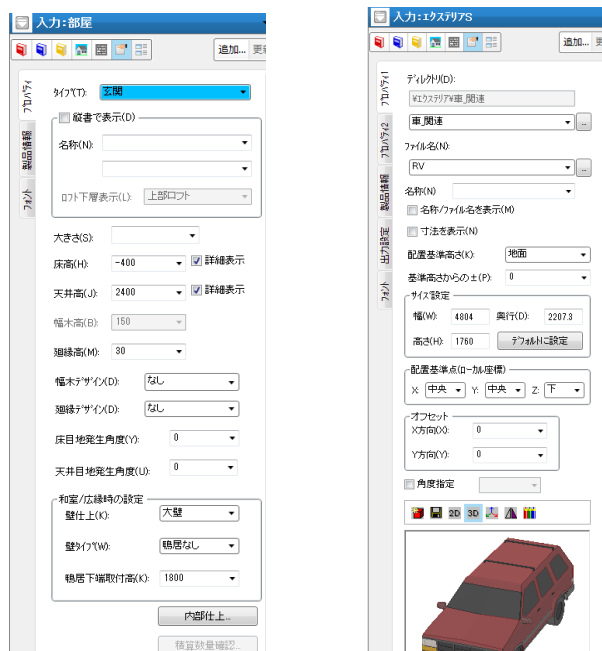 入力:部屋
追加... 更新
プロパティ
製品情報
フォント
タイプ(T): 玄関
縦書で表示(D)
名称(N):
ロフト下層表示(L): 上部ロフト
大きさ(S):
床高(H): -400 詳細表示
天井高(J): 2400 詳細表示
幅木高(B): 150
廻縁高(M): 30
幅木デザイン(D): なし
廻縁デザイン(D): なし
床目地発生角度(Y): 0
天井目地発生角度(U): 0
和室/広縁時の設定
壁仕上(K): 大壁
壁タイプ(W): 鴨居なし
鴨居下端取付高(K): 1800
内部仕上...
積算数量確認...
入力:エクステリアS
追加... 更
プロパティ1
プロパティ2
製品情報
出力設定
フォント
ディレクトリ(D):
¥エクステリア¥車_関連
車_関連
...
ファイル名(N):
RV
...
名称(N)
名称/ファイル名を表示(M)
寸法を表示(N)
配置基準高さ(K): 地面
基準高さからの±(P): 0
サイズ設定
幅(W): 4804 奥行(D): 2207.3
高さ(H): 1760 デフォルトに設定
配置基準点(ローカル座標)
X: 中央 Y: 中央 Z: 下
オフセット
X方向(X): 0
Y方向(Y): 0
角度指定
2D 3D